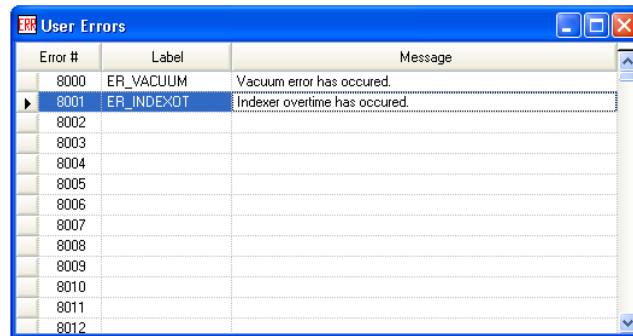 ERR User Errors
Error # Label Message
8000 ER_VACUUM Vacuum error has occured.
8001 ER_INDEXOT Indexer overtime has occured.
8002
8003
8004
8005
8006
8007
8008
8009
8010
8011
8012